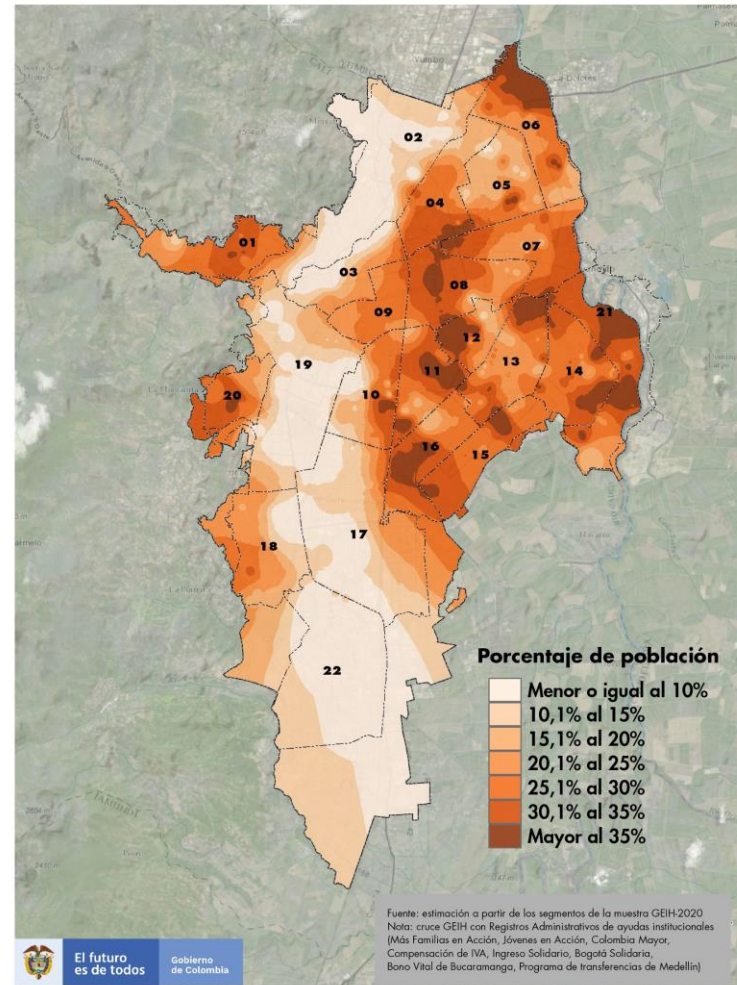 Yumbo
La Dolores
02
06
05
04
01
07
03
08
09
21
12
19
13
11
14
20
10
16
15
17
18
22
Porcentaje de población
Menor o igual al 10%
10,1% al 15%
15,1% al 20%
20,1% al 25%
25,1% al 30%
30,1% al 35%
Mayor al 35%
Fuente: estimación a partir de los segmentos de la muestra GEIH-2020
Nota: cruce GEIH con Registros Administrativos de ayudas institucionales
(Más Familias en Acción, Jóvenes en Acción, Colombia Mayor,
Compensación de IVA, Ingreso Solidario, Bogotá Solidaria,
Bono Vital de Bucaramanga, Programa de transferencias de Medellín)
El futuro
es de todos
Gobierno
de Colombia